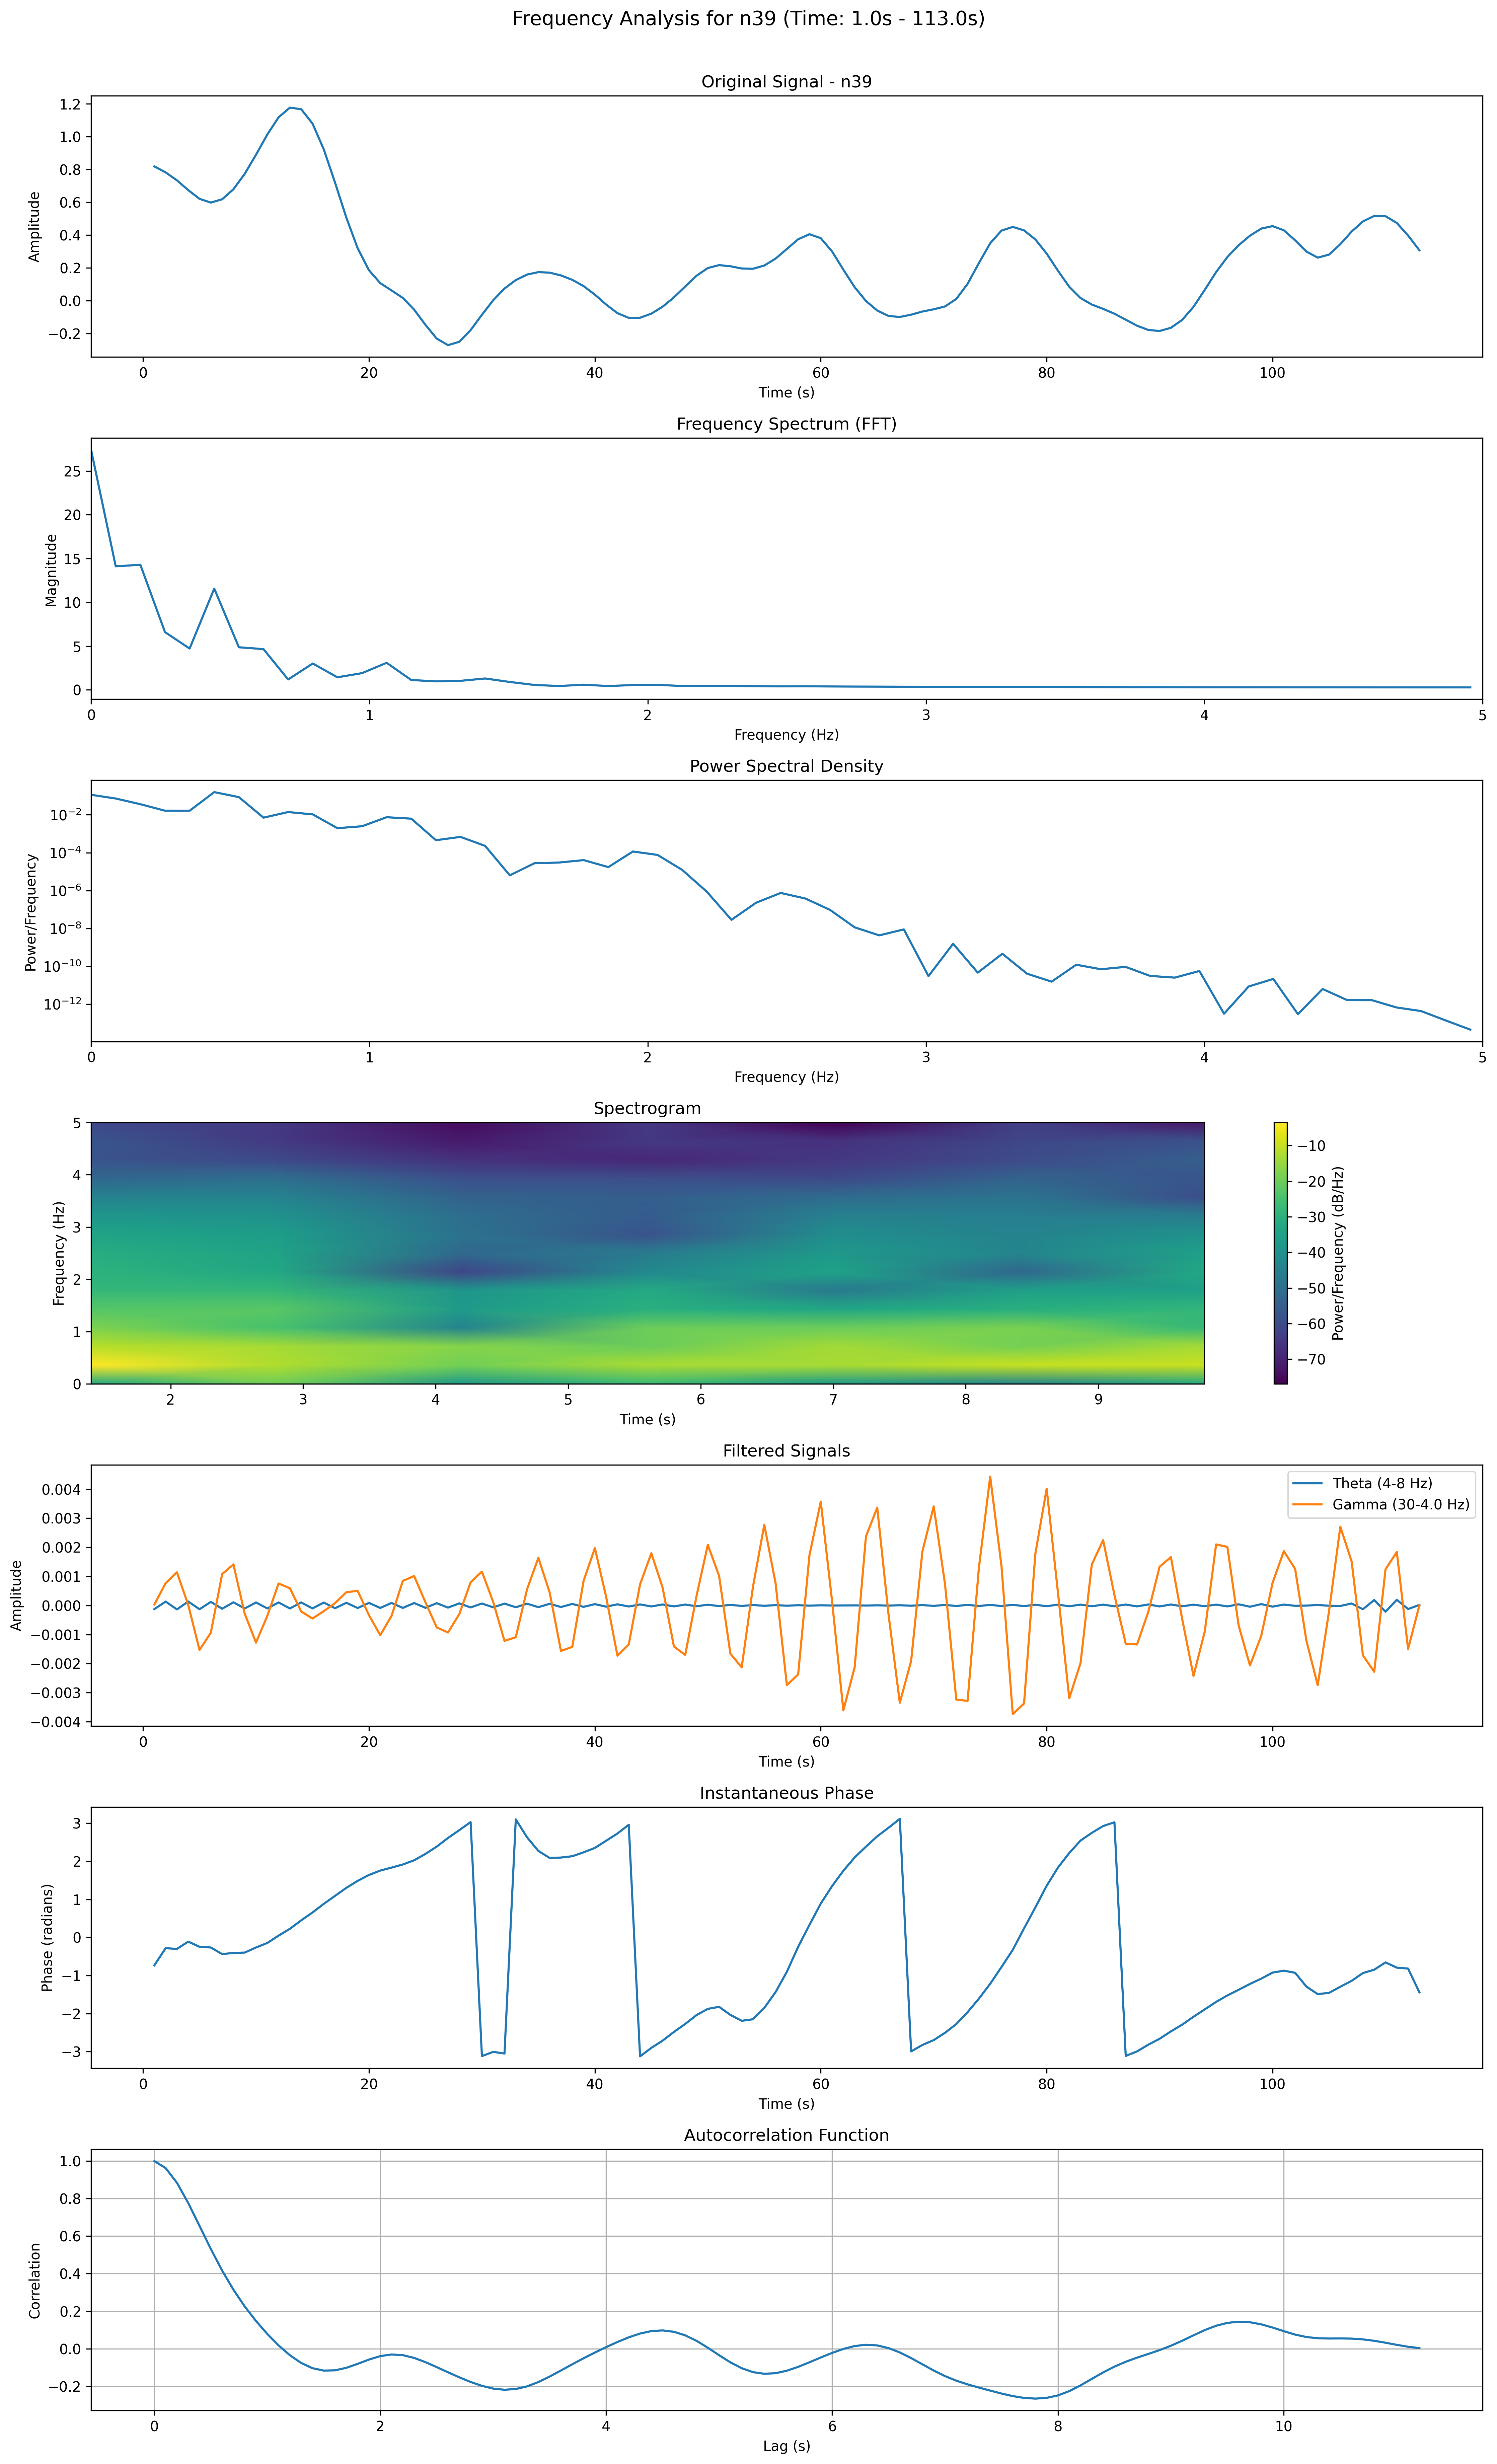 Frequency Analysis for n39 (Time: 1.0s - 113.0s)
Original Signal - n39
Amplitude
1.2
1.0
0.8
0.6
0.4
0.2
0.0
−0.2
0 20 40 60 80 100
Time (s)
Frequency Spectrum (FFT)
Magnitude
25
20
15
10
5
0
0 1 2 3 4 5
Frequency (Hz)
Power Spectral Density
Power/Frequency
10⁻²
10⁻⁴
10⁻⁶
10⁻⁸
10⁻¹⁰
10⁻¹²
0 1 2 3 4 5
Frequency (Hz)
Spectrogram
Frequency (Hz)
5
4
3
2
1
0
2 3 4 5 6 7 8 9
Time (s)
−10
−20
−30
−40
−50
−60
−70
Power/Frequency (dB/Hz)
Filtered Signals
Amplitude
0.004
0.003
0.002
0.001
0.000
−0.001
−0.002
−0.003
−0.004
Theta (4-8 Hz)
Gamma (30-4.0 Hz)
0 20 40 60 80 100
Time (s)
Instantaneous Phase
Phase (radians)
3
2
1
0
−1
−2
−3
0 20 40 60 80 100
Time (s)
Autocorrelation Function
Correlation
1.0
0.8
0.6
0.4
0.2
0.0
−0.2
0 2 4 6 8 10
Lag (s)